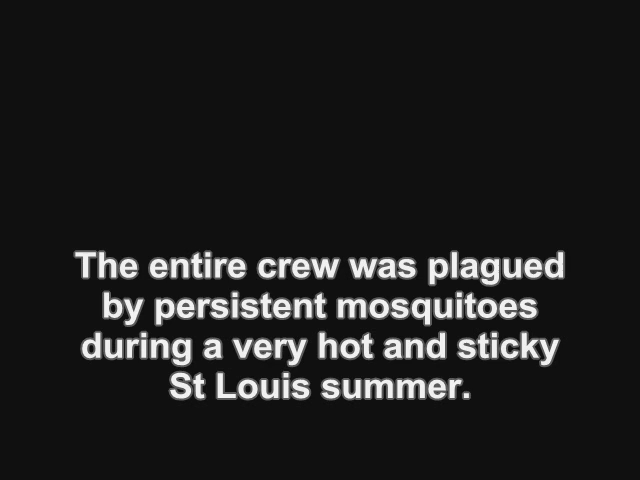 The entire crew was plagued
by persistent mosquitoes
during a very hot and sticky
St Louis summer.